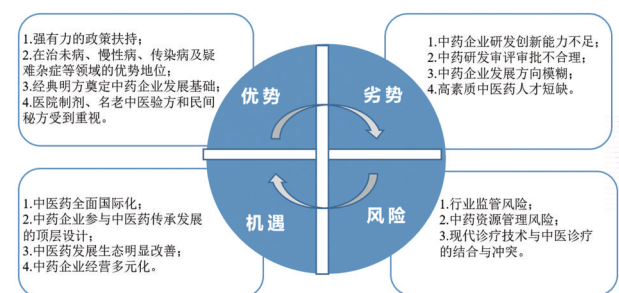 1.强有力的政策扶持；
2.在治未病、慢性病、传染病及疑
难杂症等领域的优势地位；
3.经典明方奠定中药企业发展基础；
4.医院制剂、名老中医验方和民间
秘方受到重视。
优势
劣势
1.中药企业研发创新能力不足；
2.中药研发审评审批不合理；
3.中药企业发展方向模糊；
4.高素质中医药人才短缺。
1.中医药全面国际化；
2.中药企业参与中医药传承发展
的顶层设计；
3.中医药发展生态明显改善；
4.中药企业经营多元化。
机遇
风险
1.行业监管风险；
2.中药资源管理风险；
3.现代诊疗技术与中医诊疗
的结合与冲突。